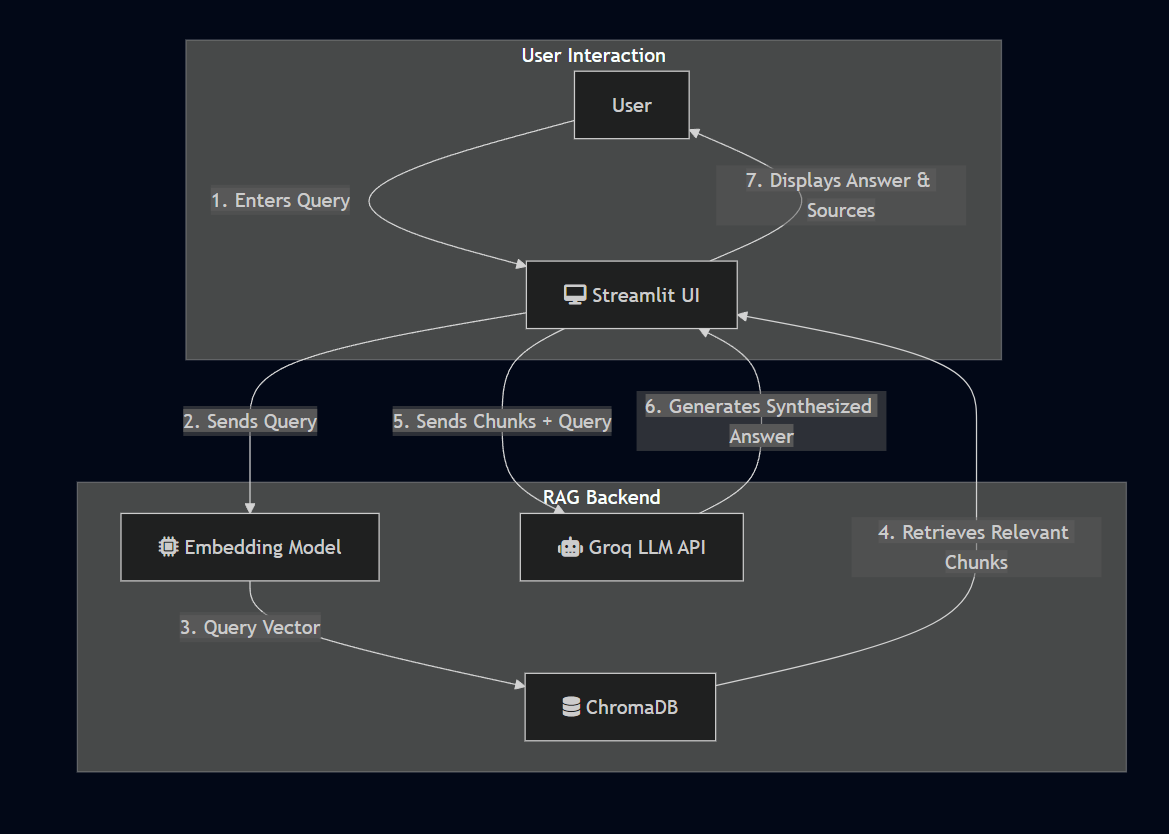 User Interaction
User
1. Enters Query
7. Displays Answer &
Sources
Streamlit UI
2. Sends Query
5. Sends Chunks + Query
6. Generates Synthesized
Answer
RAG Backend
Embedding Model
Groq LLM API
4. Retrieves Relevant
Chunks
3. Query Vector
ChromaDB